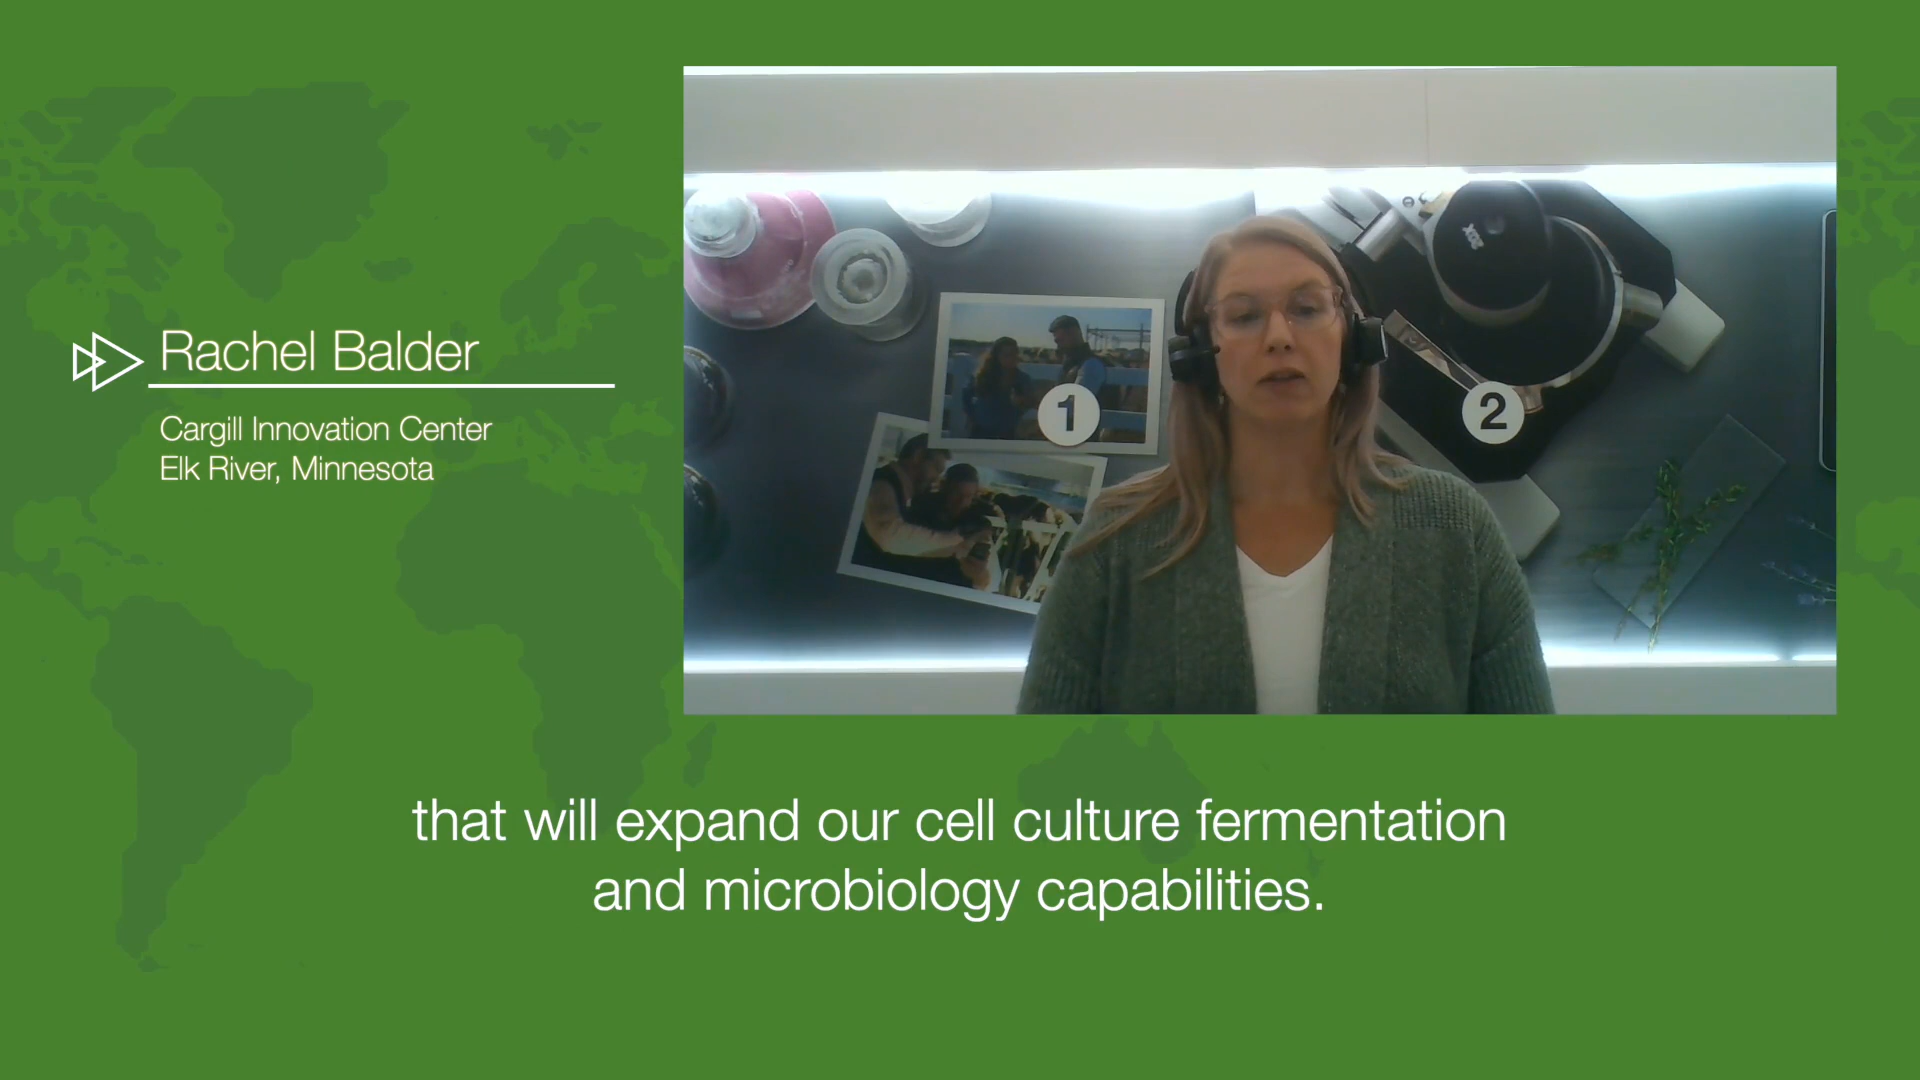 Rachel Balder
Cargill Innovation Center
Elk River, Minnesota
1
2
20X
that will expand our cell culture fermentation
and microbiology capabilities.